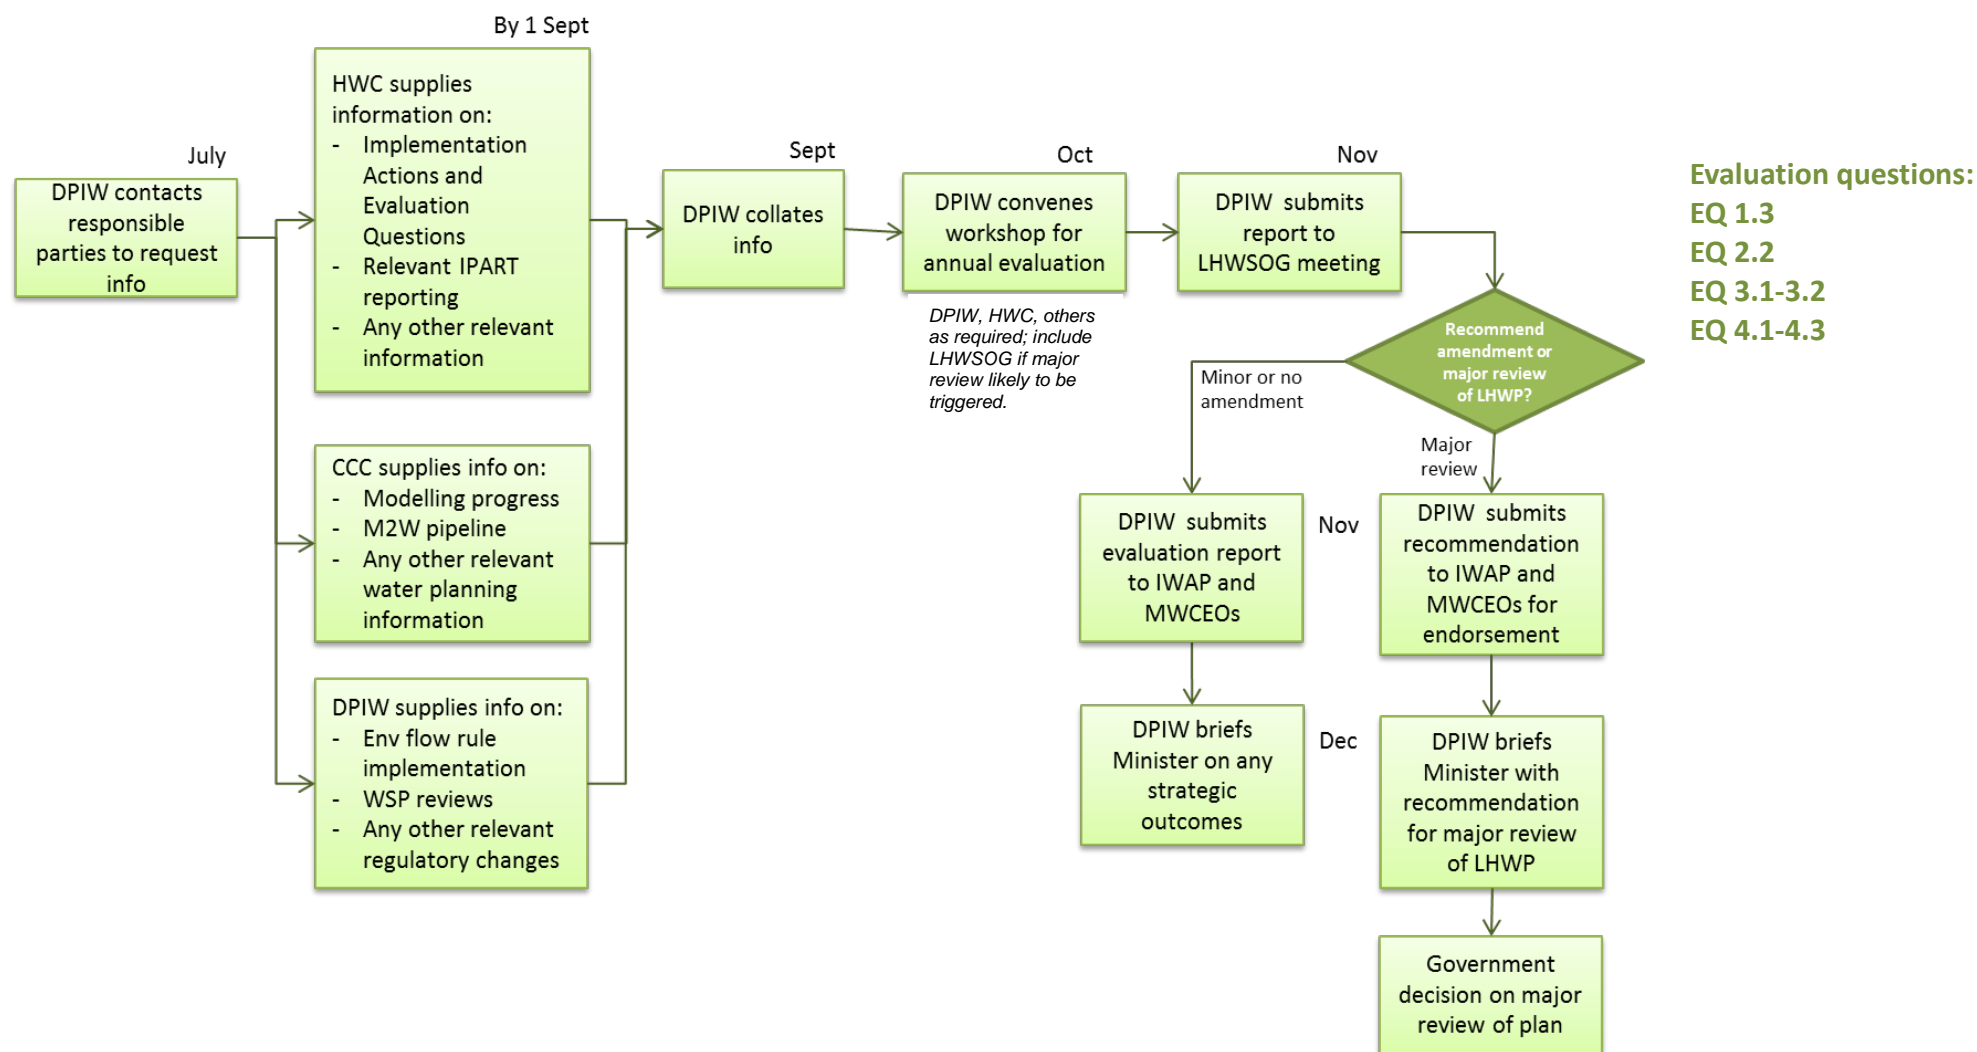 July
DPIW contacts
responsible
parties to request
info
By 1 Sept
HWC supplies
information on:
- Implementation
Actions and
Evaluation
Questions
- Relevant IPART
reporting
- Any other relevant
information
CCC supplies info on:
- Modelling progress
- M2W pipeline
- Any other relevant
water planning
information
DPIW supplies info on:
- Env flow rule
implementation
- WSP reviews
- Any other relevant
regulatory changes
Sept
DPIW collates
info
Oct
DPIW convenes
workshop for
annual evaluation
DPIW, HWC, others
as required; include
LHWSOG if major
review likely to be
triggered.
Nov
DPIW submits
report to
LHWSOG meeting
Recommend
amendment or
major review
of LHWP?
Minor or no
amendment
Major
review
DPIW submits
evaluation report
to IWAP and
MWCEOs
Nov
DPIW submits
recommendation
to IWAP and
MWCEOs for
endorsement
DPIW briefs
Minister on any
strategic
outcomes
Dec
DPIW briefs
Minister with
recommendation
for major review
of LHWP
Government
decision on major
review of plan
Evaluation questions:
EQ 1.3
EQ 2.2
EQ 3.1-3.2
EQ 4.1-4.3